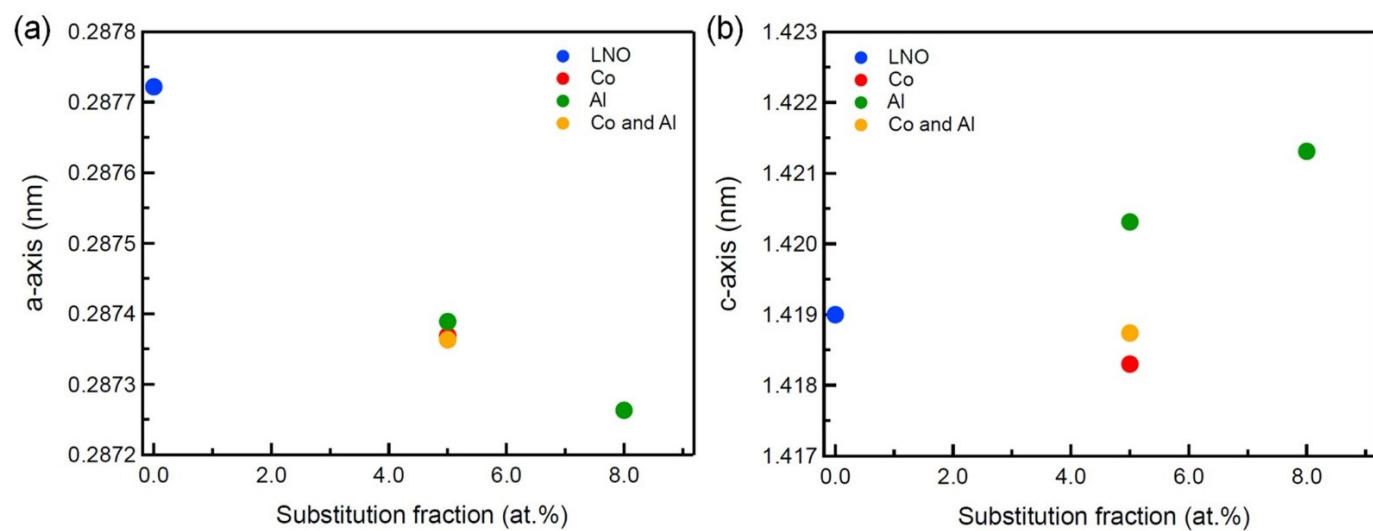 (a)
0.2878
0.2877
0.2876
0.2875
0.2874
0.2873
0.2872
a-axis (nm)
LNO
Co
Al
Co and Al
0.0 2.0 4.0 6.0 8.0
Substitution fraction (at.%)
(b)
1.423
1.422
1.421
1.420
1.419
1.418
1.417
c-axis (nm)
LNO
Co
Al
Co and Al
0.0 2.0 4.0 6.0 8.0
Substitution fraction (at.%)